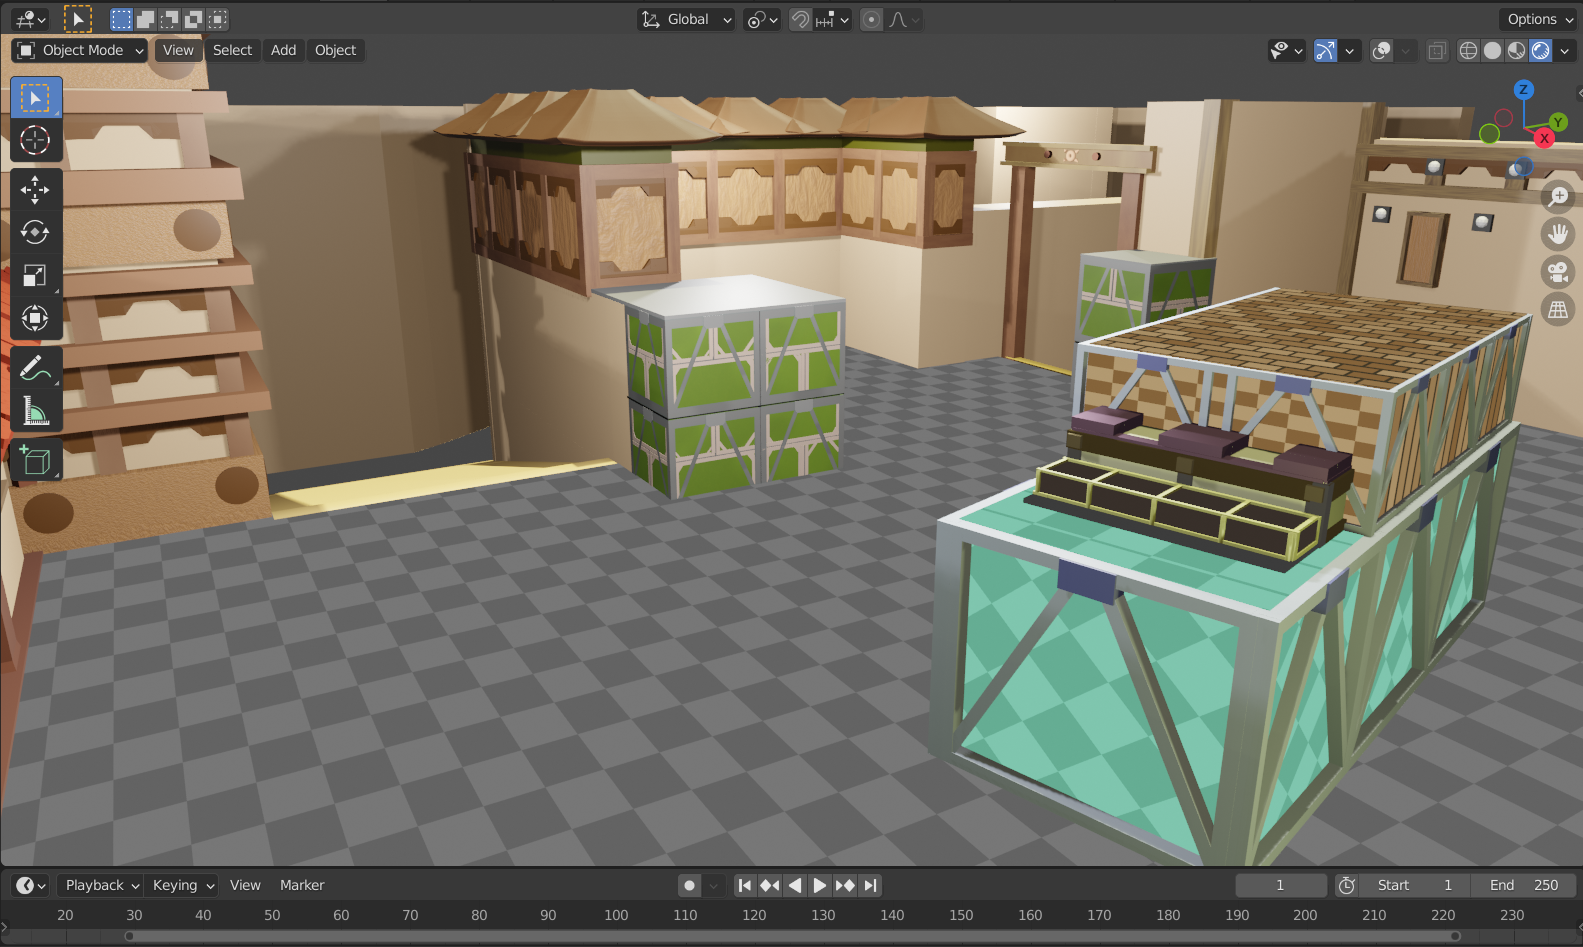 Global
Options
Object Mode
View
Select
Add
Object
Z
Y
X
Playback
Keying
View
Marker
1
Start 1
End 250
20 30 40 50 60 70 80 90 100 110 120 130 140 150 160 170 180 190 200 210 220 230